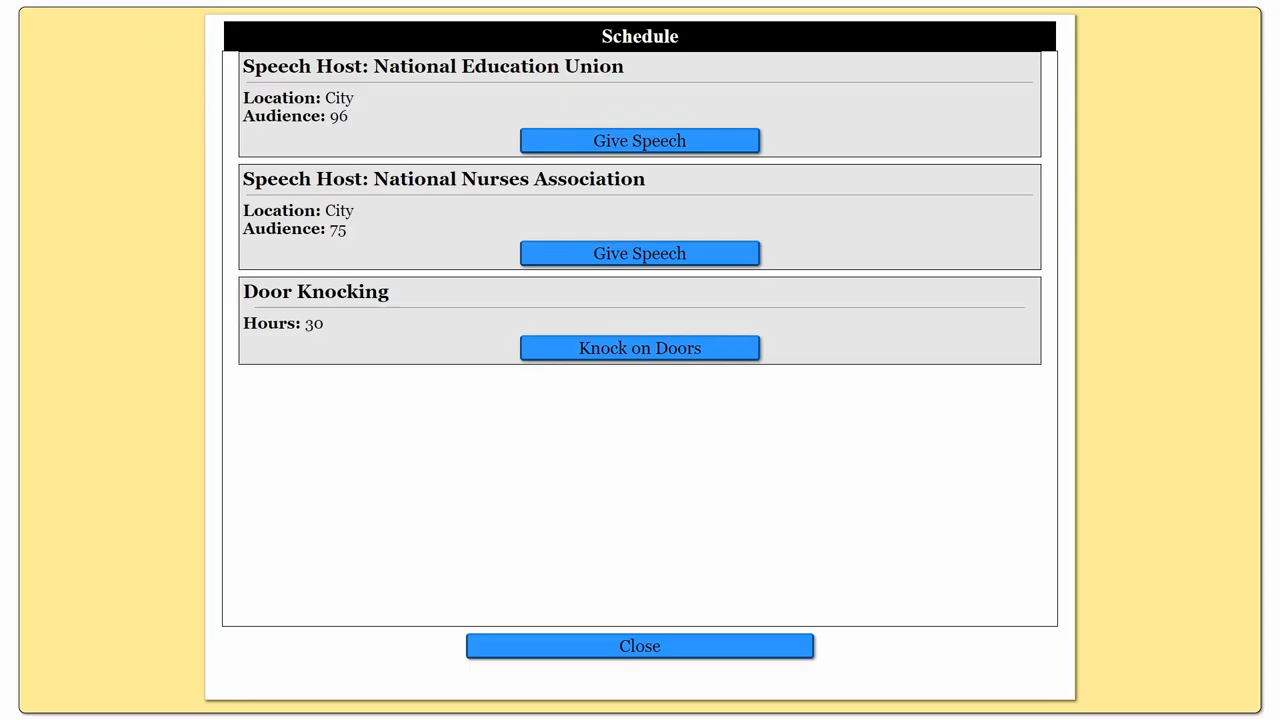 Schedule
Speech Host: National Education Union
Location: City
Audience: 96
Give Speech
Speech Host: National Nurses Association
Location: City
Audience: 75
Give Speech
Door Knocking
Hours: 30
Knock on Doors
Close